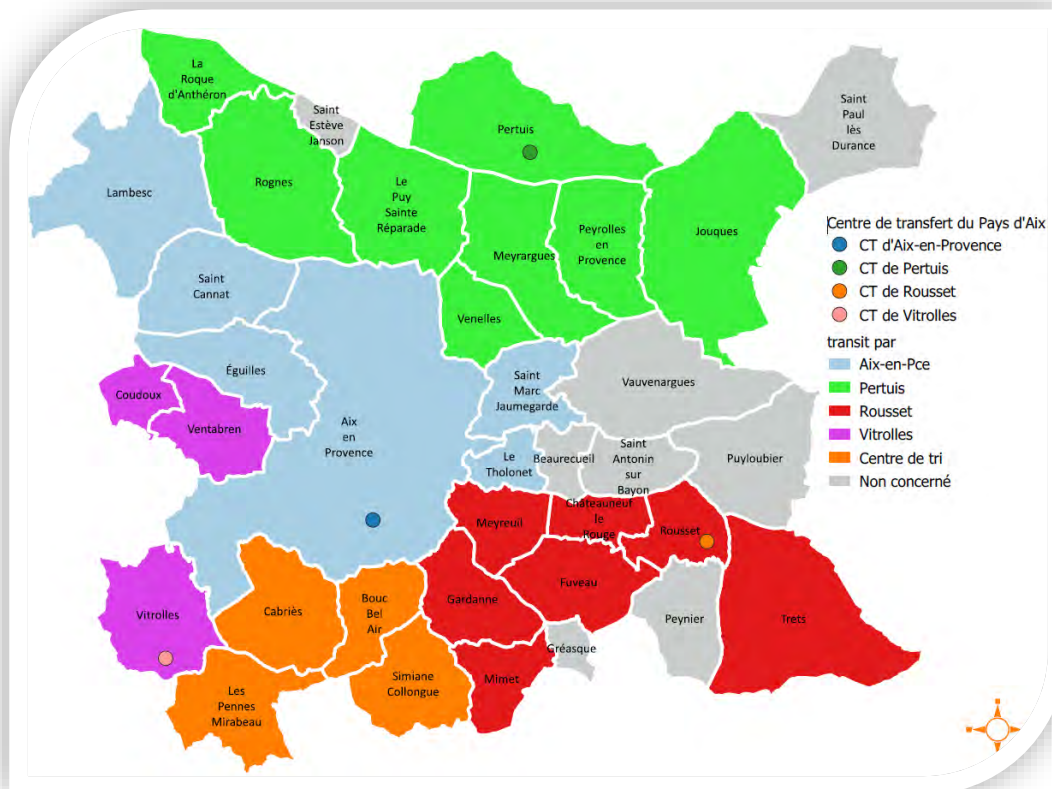 La
Roque
d'Anthéron
Saint
Estève
Janson
Pertuis
Saint
Paul
lès
Durance
Lambesc
Rognes
Le
Puy
Sainte
Réparade
Meyrargues
Peyrolles
en
Provence
Jouques
Saint
Cannat
Venelles
Éguilles
Saint
Marc
Jaumegarde
Vauvenargues
Coudoux
Ventabren
Aix
en
Provence
Le
Tholonet
Beaurecueil
Saint
Antonin
sur
Bayon
Puyloubier
Meyreuil
Châteauneuf
le
Rouge
Rousset
Vitrolles
Cabriès
Bouc
Bel
Air
Gardanne
Fuveau
Peynier
Trets
Gréasque
Les
Pennes
Mirabeau
Simiane
Collongue
Mimet
Centre de transfert du Pays d'Aix
CT d'Aix-en-Provence
CT de Pertuis
CT de Rousset
CT de Vitrolles
transit par
Aix-en-Pce
Pertuis
Rousset
Vitrolles
Centre de tri
Non concerné